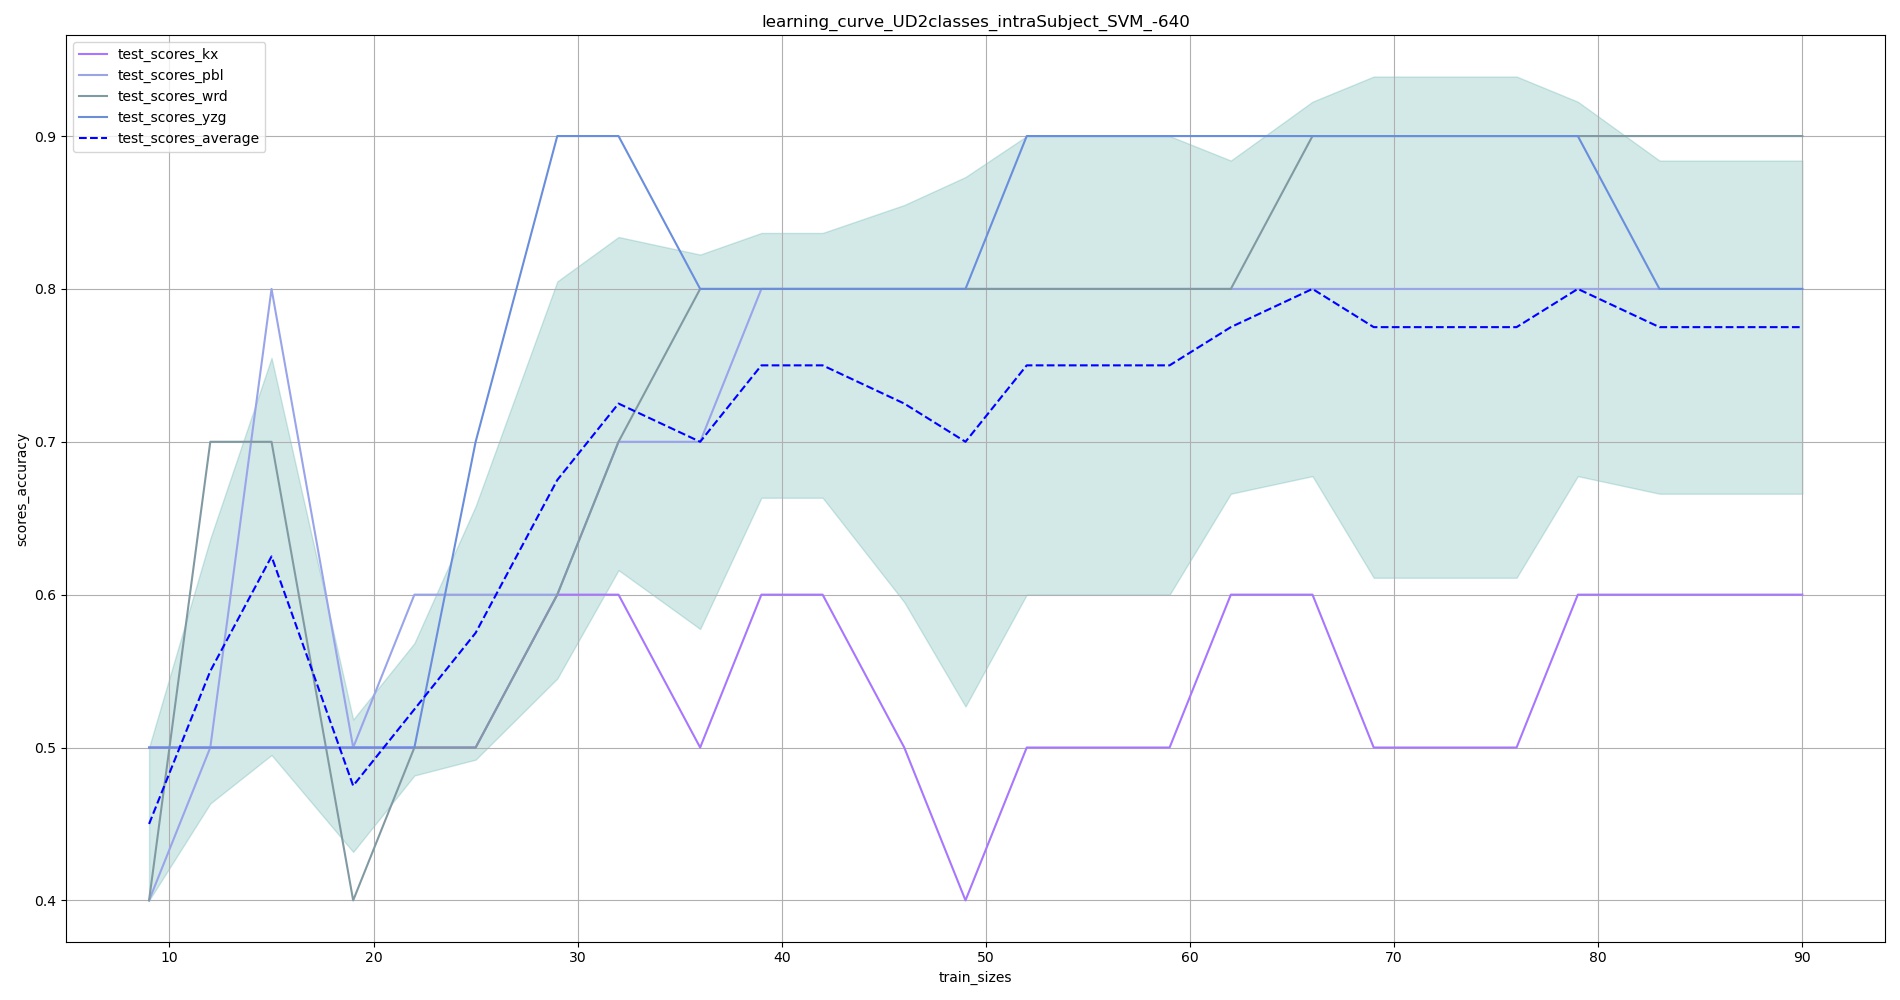 learning_curve_UD2classes_intraSubject_SVM_-640
test_scores_kx
test_scores_pbl
test_scores_wrd
test_scores_yzg
test_scores_average
scores_accuracy
0.9
0.8
0.7
0.6
0.5
0.4
10 20 30 40 50 60 70 80 90
train_sizes